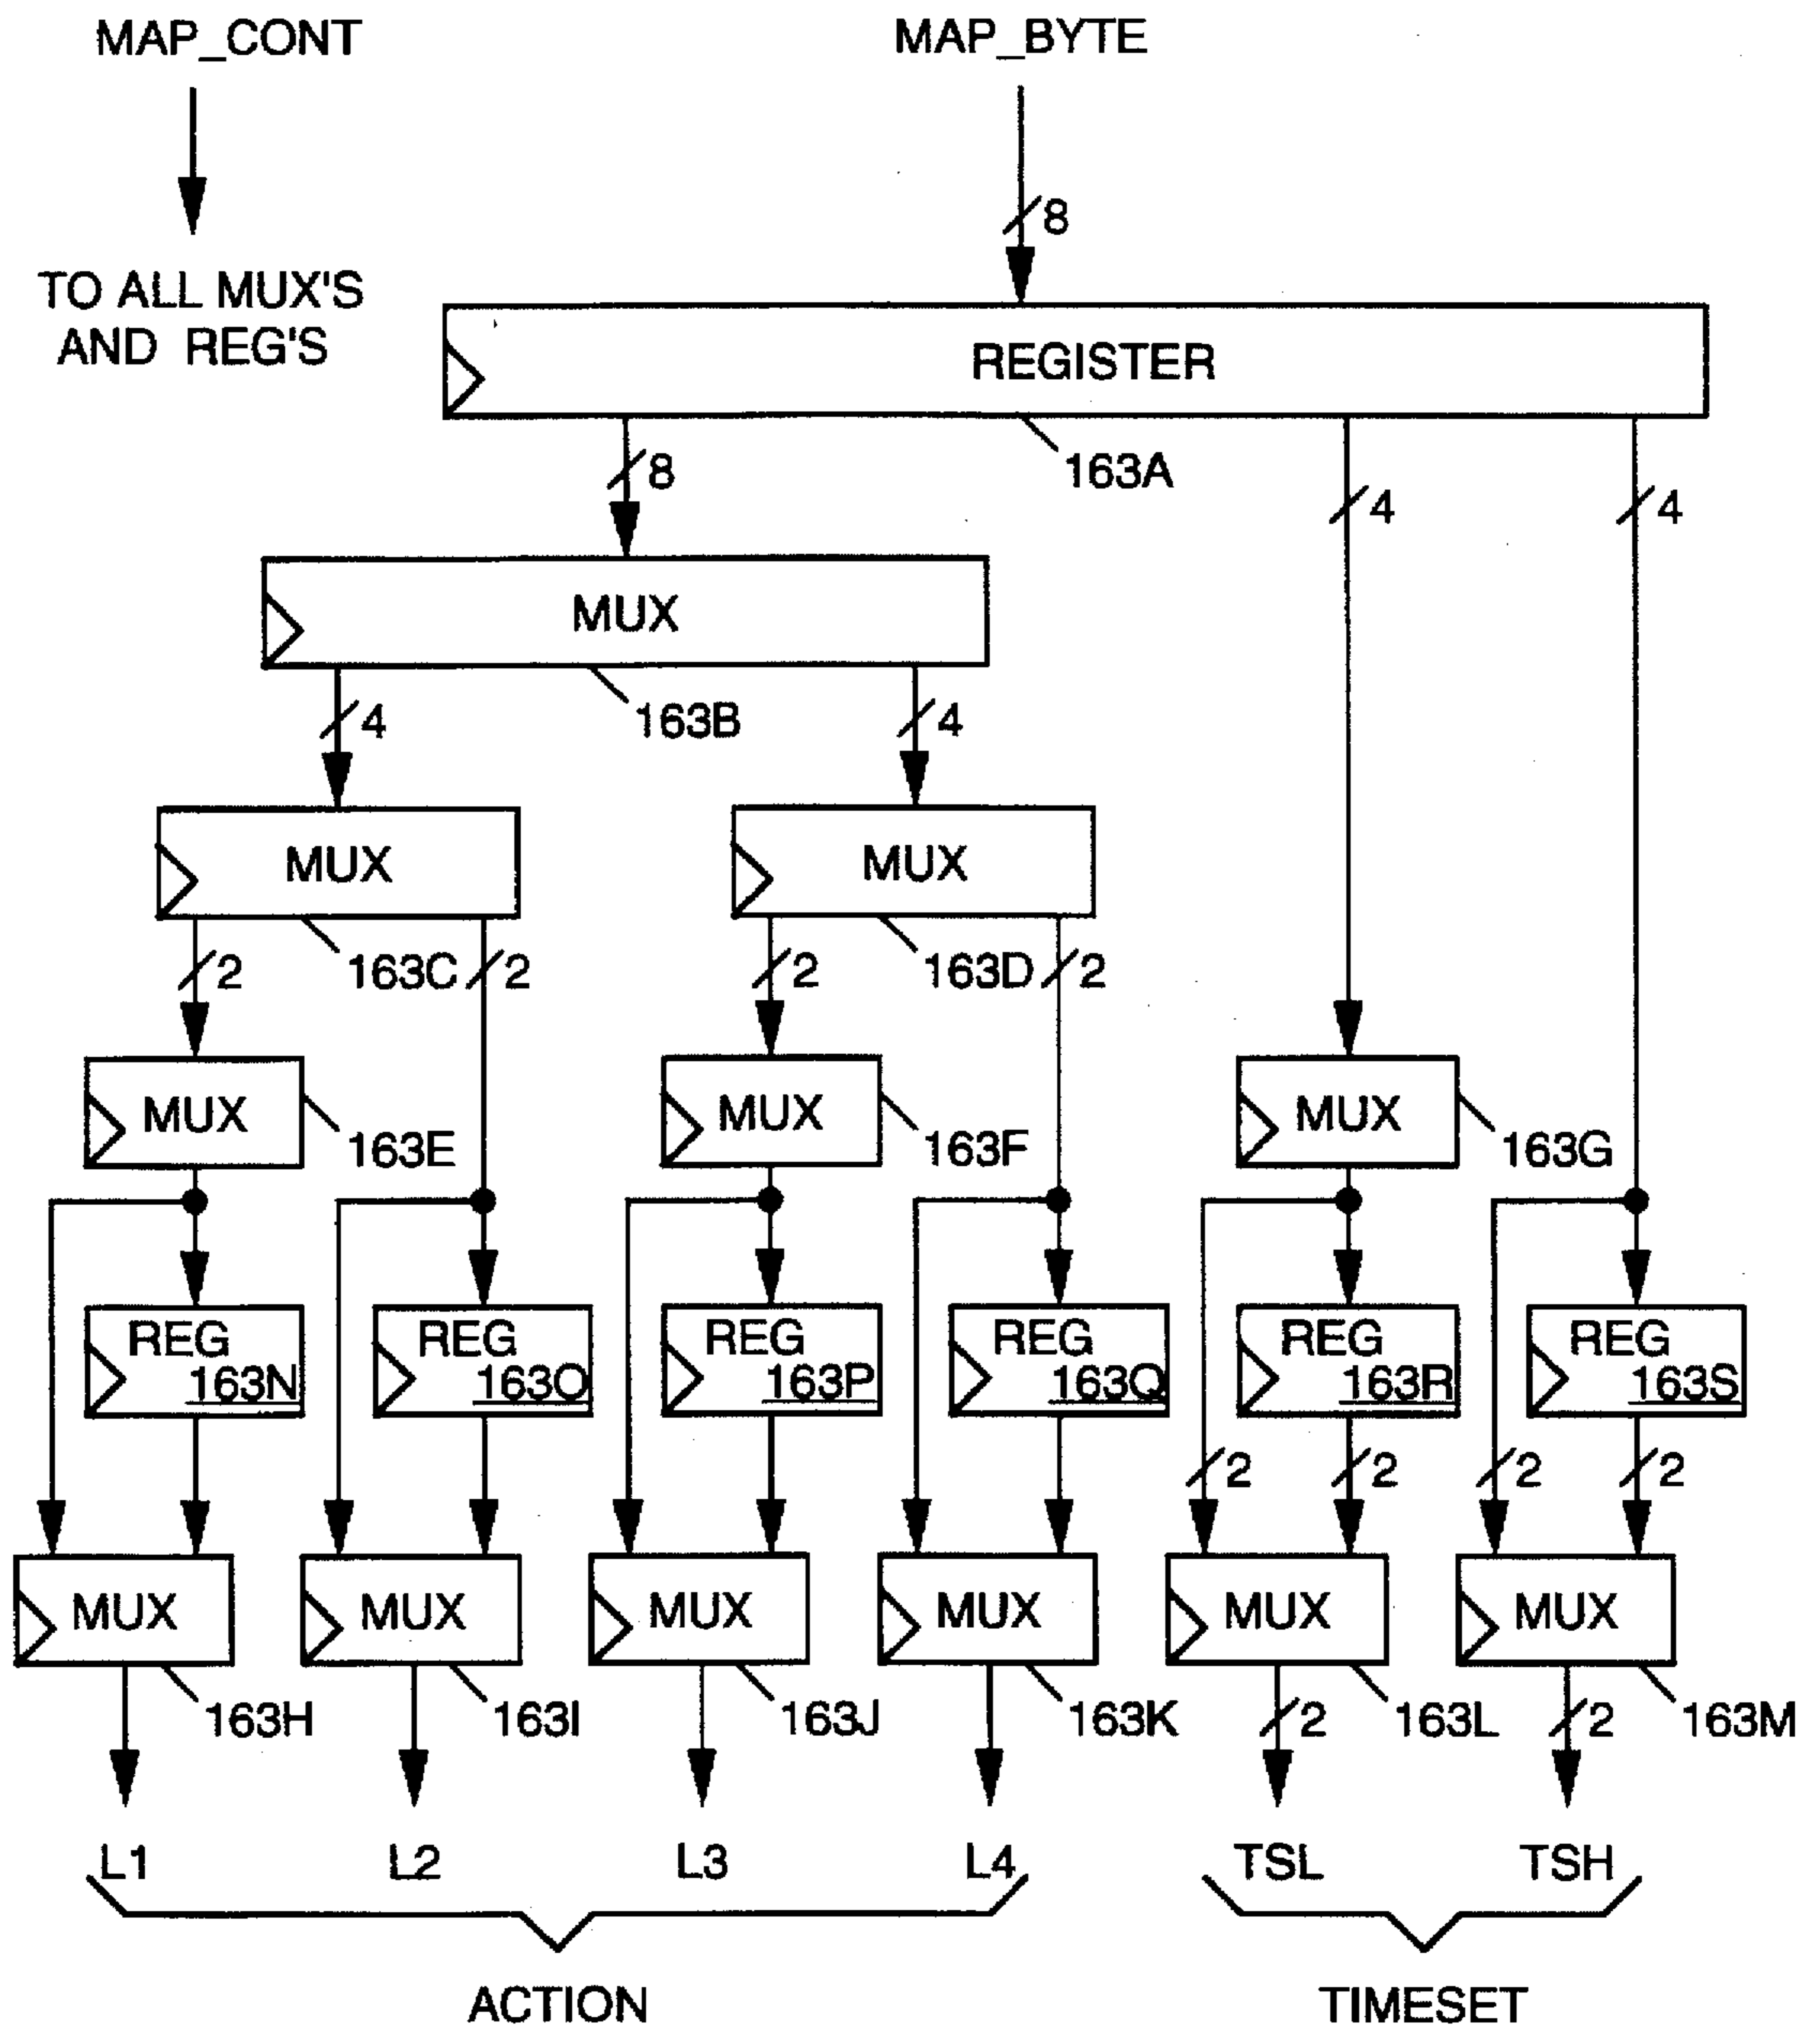 MAP_CONT
MAP_BYTE
8
TO ALL MUX'S
AND REG'S
REGISTER
163A
8
4
4
MUX
163B
4
4
MUX
MUX
163C
163D
2
2
2
2
MUX
MUX
MUX
163E
163F
163G
REG
163N
REG
163O
REG
163P
REG
163Q
REG
163R
REG
163S
2
2
2
2
MUX
MUX
MUX
MUX
MUX
MUX
163H
163I
163J
163K
2
163L
2
163M
L1
L2
L3
L4
TSL
TSH
ACTION
TIMESET